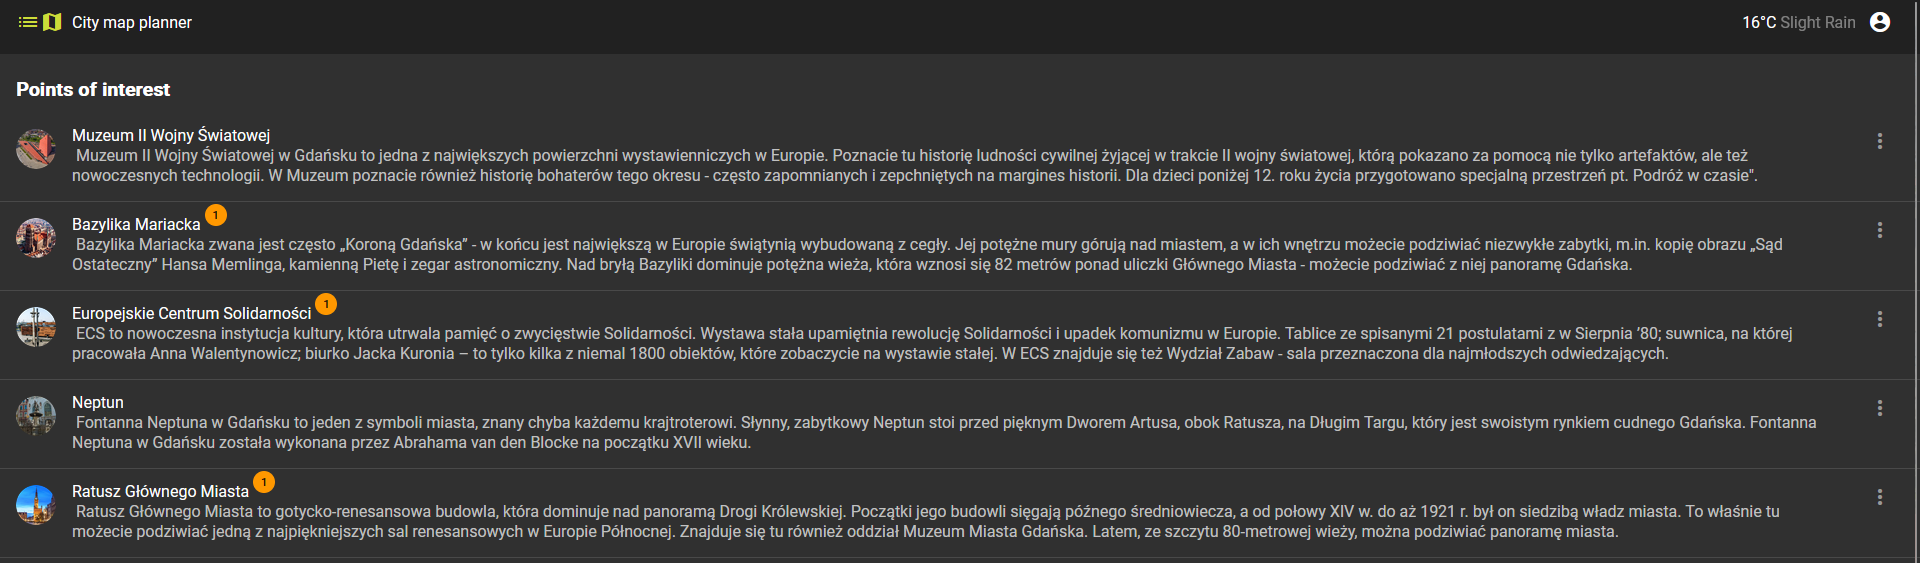 City map planner
16°C Slight Rain
Points of interest
Muzeum II Wojny Światowej
Muzeum II Wojny Światowej w Gdańsku to jedna z największych powierzchni wystawienniczych w Europie. Poznacie tu historię ludności cywilnej żyjącej w trakcie II wojny światowej, którą pokazano za pomocą nie tylko artefaktów, ale też
nowoczesnych technologii. W Muzeum poznacie również historię bohaterów tego okresu - często zapomnianych i zepchniętych na margines historii. Dla dzieci poniżej 12. roku życia przygotowano specjalną przestrzeń pt. Podróż w czasie".
Bazylika Mariacka 1
Bazylika Mariacka zwana jest często „Koroną Gdańska” - w końcu jest największą w Europie świątynią wybudowaną z cegły. Jej potężne mury górują nad miastem, a w ich wnętrzu możecie podziwiać niezwykłe zabytki, m.in. kopię obrazu „Sąd
Ostateczny” Hansa Memlinga, kamienną Pietę i zegar astronomiczny. Nad bryłą Bazyliki dominuje potężna wieża, która wznosi się 82 metrów ponad uliczki Głównego Miasta - możecie podziwiać z niej panoramę Gdańska.
Europejskie Centrum Solidarności 1
ECS to nowoczesna instytucja kultury, która utrwala pamięć o zwycięstwie Solidarności. Wystawa stała upamiętnia rewolucję Solidarności i upadek komunizmu w Europie. Tablice ze spisanymi 21 postulatami z w Sierpnia ’80; suwnica, na której
pracowała Anna Walentynowicz; biurko Jacka Kuronia – to tylko kilka z niemal 1800 obiektów, które zobaczycie na wystawie stałej. W ECS znajduje się też Wydział Zabaw - sala przeznaczona dla najmłodszych odwiedzających.
Neptun
Fontanna Neptuna w Gdańsku to jeden z symboli miasta, znany chyba każdemu krajtroterowi. Słynny, zabytkowy Neptun stoi przed pięknym Dworem Artusa, obok Ratusza, na Długim Targu, który jest swoistym rynkiem cudnego Gdańska. Fontanna
Neptuna w Gdańsku została wykonana przez Abrahama van den Blocke na początku XVII wieku.
Ratusz Głównego Miasta 1
Ratusz Głównego Miasta to gotycko-renesansowa budowla, która dominuje nad panoramą Drogi Królewskiej. Początki jego budowli sięgają późnego średniowiecza, a od połowy XIV w. do aż 1921 r. był on siedzibą władz miasta. To właśnie tu
możecie podziwiać jedną z najpiękniejszych sal renesansowych w Europie Północnej. Znajduje się tu również oddział Muzeum Miasta Gdańska. Latem, ze szczytu 80-metrowej wieży, można podziwiać panoramę miasta.